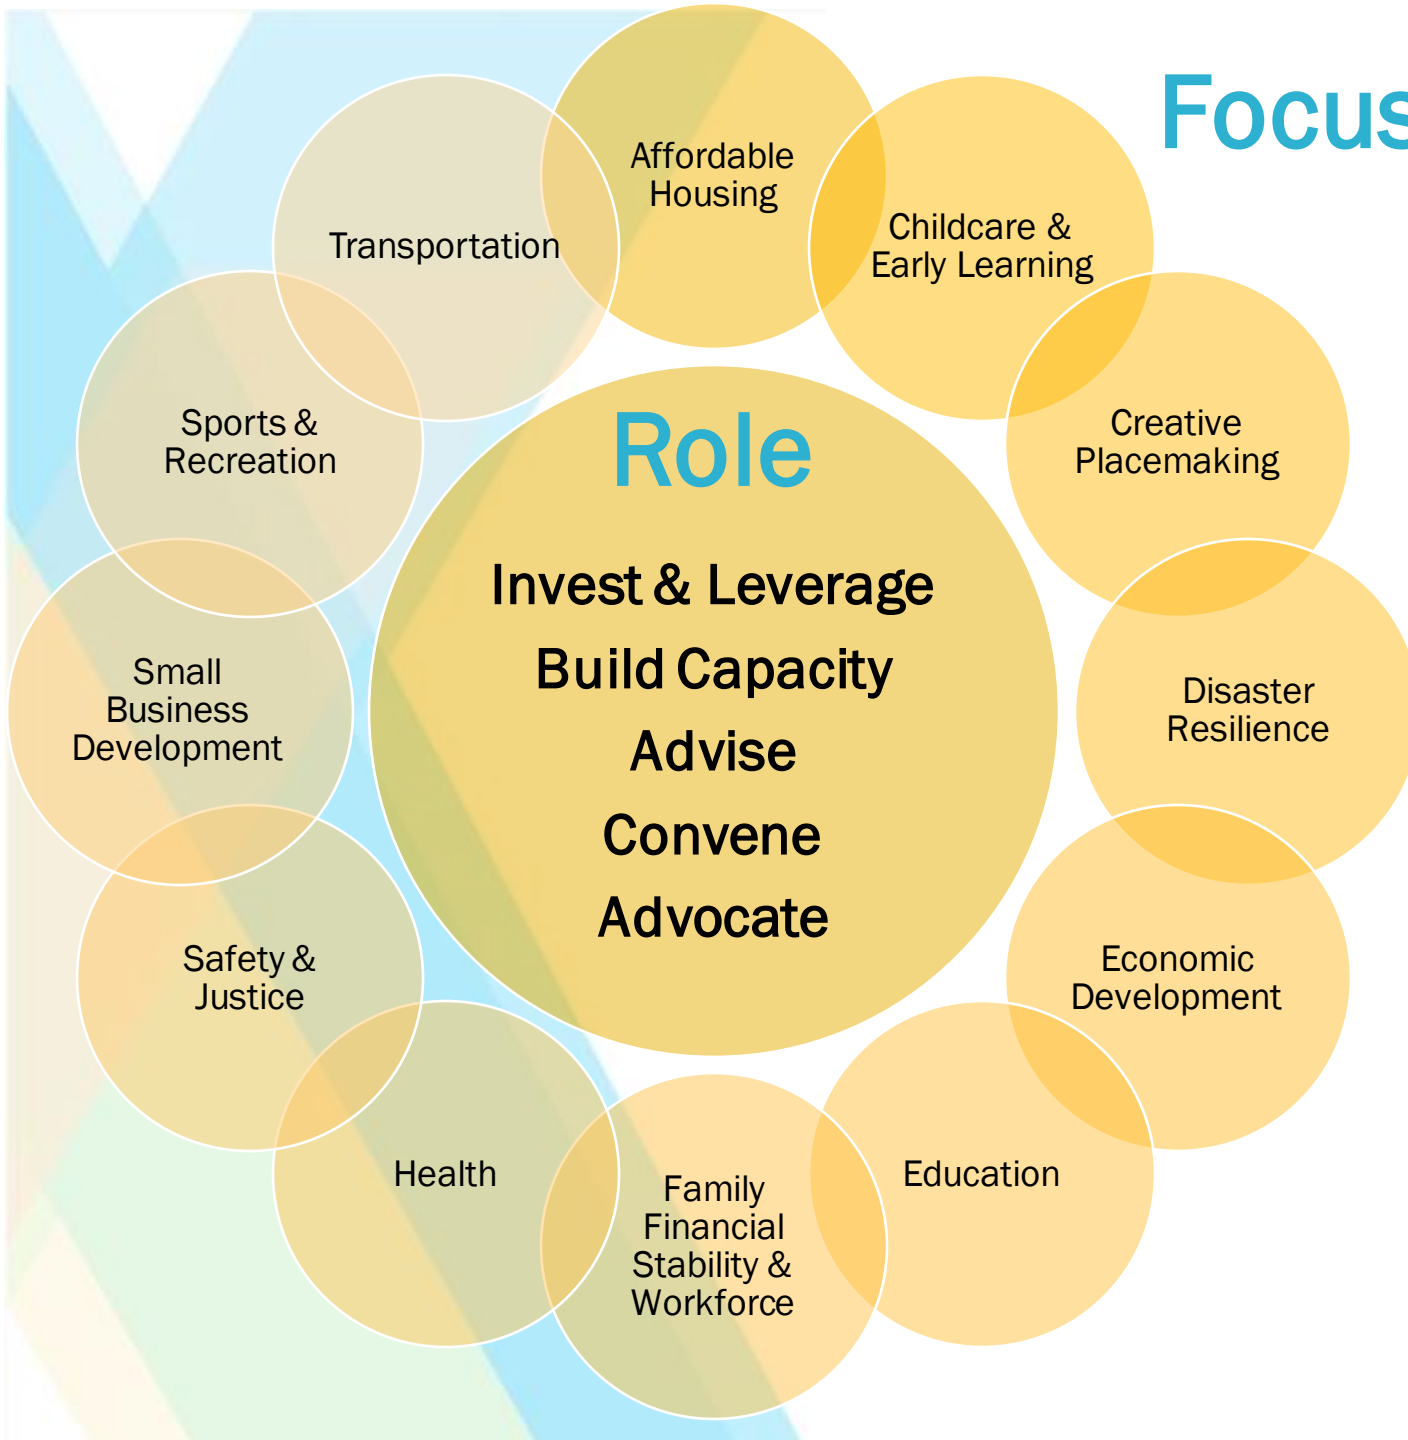 Focus
Affordable
Housing
Childcare &
Early Learning
Creative
Placemaking
Disaster
Resilience
Economic
Development
Education
Family
Financial
Stability &
Workforce
Health
Safety &
Justice
Small
Business
Development
Sports &
Recreation
Transportation
Role
Invest & Leverage
Build Capacity
Advise
Convene
Advocate